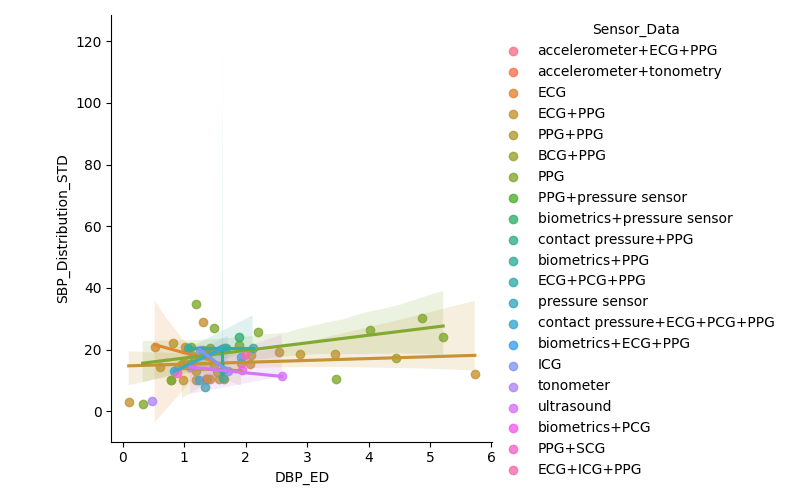 SBP_Distribution_STD
120
100
80
60
40
20
0
0 1 2 3 4 5 6
DBP_ED
Sensor_Data
accelerometer+ECG+PPG
accelerometer+tonometry
ECG
ECG+PPG
PPG+PPG
BCG+PPG
PPG
PPG+pressure sensor
biometrics+pressure sensor
contact pressure+PPG
biometrics+PPG
ECG+PCG+PPG
pressure sensor
contact pressure+ECG+PCG+PPG
biometrics+ECG+PPG
ICG
tonometer
ultrasound
biometrics+PCG
PPG+SCG
ECG+ICG+PPG